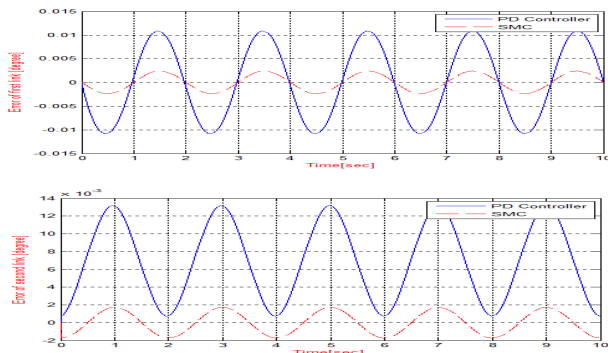 0.015
0.01
0.005
0
-0.005
-0.01
-0.015
Error of first link [degree]
PD Controller
SMC
0 1 2 3 4 5 6 7 8 9 10
Time[sec]
× 10⁻³
14
12
10
8
6
4
2
0
-2
Error of second link [degree]
PD Controller
SMC
0 1 2 3 4 5 6 7 8 9 10
Time[sec]